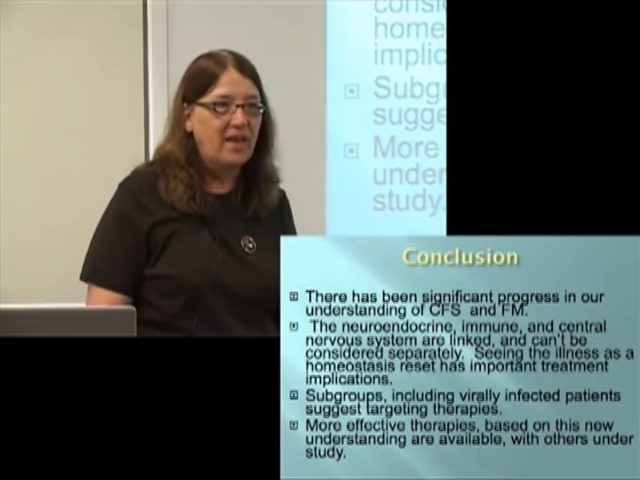 consi
home
implic
Subgr
sugge
More
under
study.
Conclusion
There has been significant progress in our
understanding of CFS and FM.
The neuroendocrine, immune, and central
nervous system are linked, and can't be
considered separately. Seeing the illness as a
homeostasis reset has important treatment
implications.
Subgroups, including virally infected patients
suggest targeting therapies.
More effective therapies, based on this new
understanding are available, with others under
study.